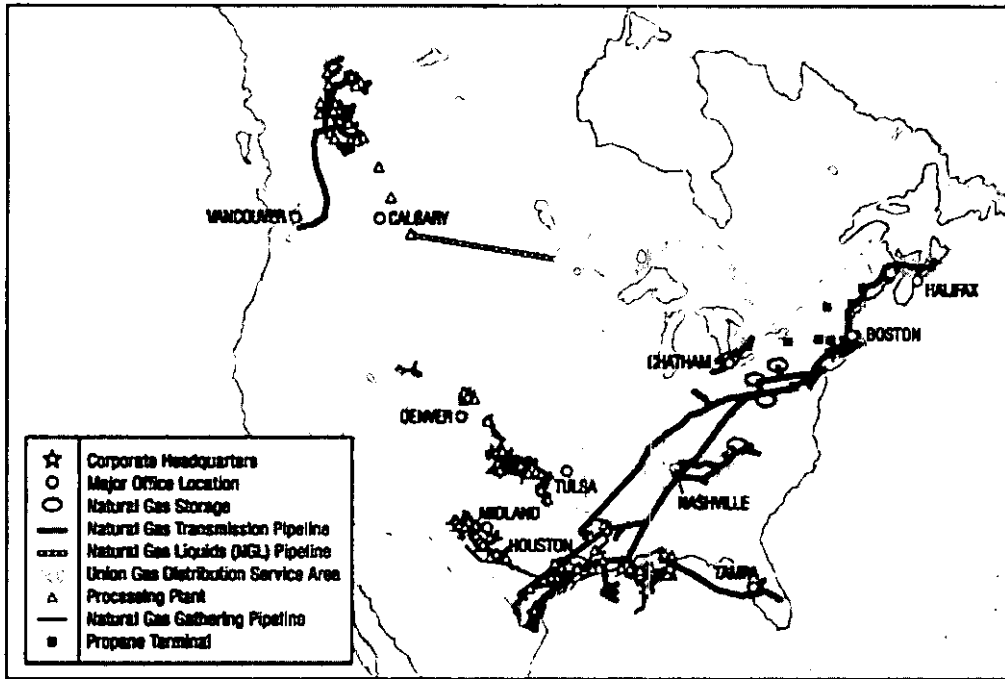 VANCOUVER
CALGARY
HALIFAX
BOSTON
CHATHAM
DENVER
TULSA
NASHVILLE
MIDLAND
HOUSTON
TAMPA
Corporate Headquarters
Major Office Location
Natural Gas Storage
Natural Gas Transmission Pipeline
Natural Gas Liquids (NGL) Pipeline
Union Gas Distribution Service Area
Processing Plant
Natural Gas Gathering Pipeline
Propane Terminal